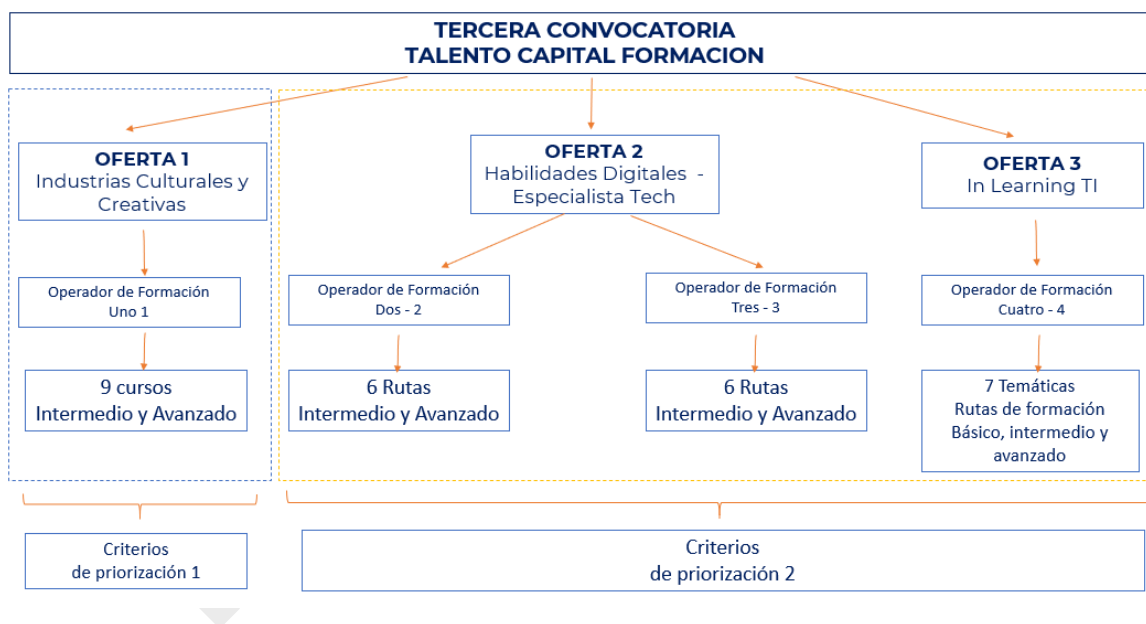 TERCERA CONVOCATORIA
TALENTO CAPITAL FORMACION
OFERTA 1
Industrias Culturales y
Creativas
OFERTA 2
Habilidades Digitales -
Especialista Tech
OFERTA 3
In Learning TI
Operador de Formación
Uno 1
Operador de Formación
Dos - 2
Operador de Formación
Tres - 3
Operador de Formación
Cuatro - 4
9 cursos
Intermedio y Avanzado
6 Rutas
Intermedio y Avanzado
6 Rutas
Intermedio y Avanzado
7 Temáticas
Rutas de formación
Básico, intermedio y
avanzado
Criterios
de priorización 1
Criterios
de priorización 2